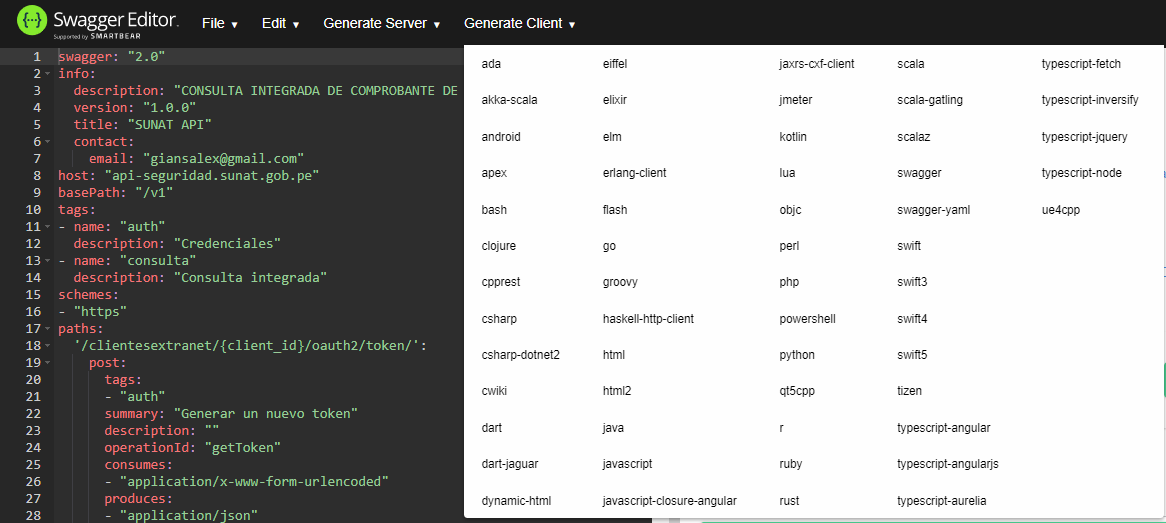 Swagger Editor.
Supported by SMARTBEAR
File ▾ Edit ▾ Generate Server ▾ Generate Client ▾
1 swagger: "2.0"
2 info:
3 description: "CONSULTA INTEGRADA DE COMPROBANTE DE
4 version: "1.0.0"
5 title: "SUNAT API"
6 contact:
7 email: "giansalex@gmail.com"
8 host: "api-seguridad.sunat.gob.pe"
9 basePath: "/v1"
10 tags:
11 - name: "auth"
12 description: "Credenciales"
13 - name: "consulta"
14 description: "Consulta integrada"
15 schemes:
16 - "https"
17 paths:
18 '/clientesextranet/{client_id}/oauth2/token/':
19 post:
20 tags:
21 - "auth"
22 summary: "Generar un nuevo token"
23 description: ""
24 operationId: "getToken"
25 consumes:
26 - "application/x-www-form-urlencoded"
27 produces:
28 - "application/json"
ada eiffel jaxrs-cxf-client scala typescript-fetch
akka-scala elixir jmeter scala-gatling typescript-inversify
android elm kotlin scalaz typescript-jquery
apex erlang-client lua swagger typescript-node
bash flash objc swagger-yaml ue4cpp
clojure go perl swift
cpprest groovy php swift3
csharp haskell-http-client powershell swift4
csharp-dotnet2 html python swift5
cwiki html2 qt5cpp tizen
dart java r typescript-angular
dart-jaguar javascript ruby typescript-angularjs
dynamic-html javascript-closure-angular rust typescript-aurelia